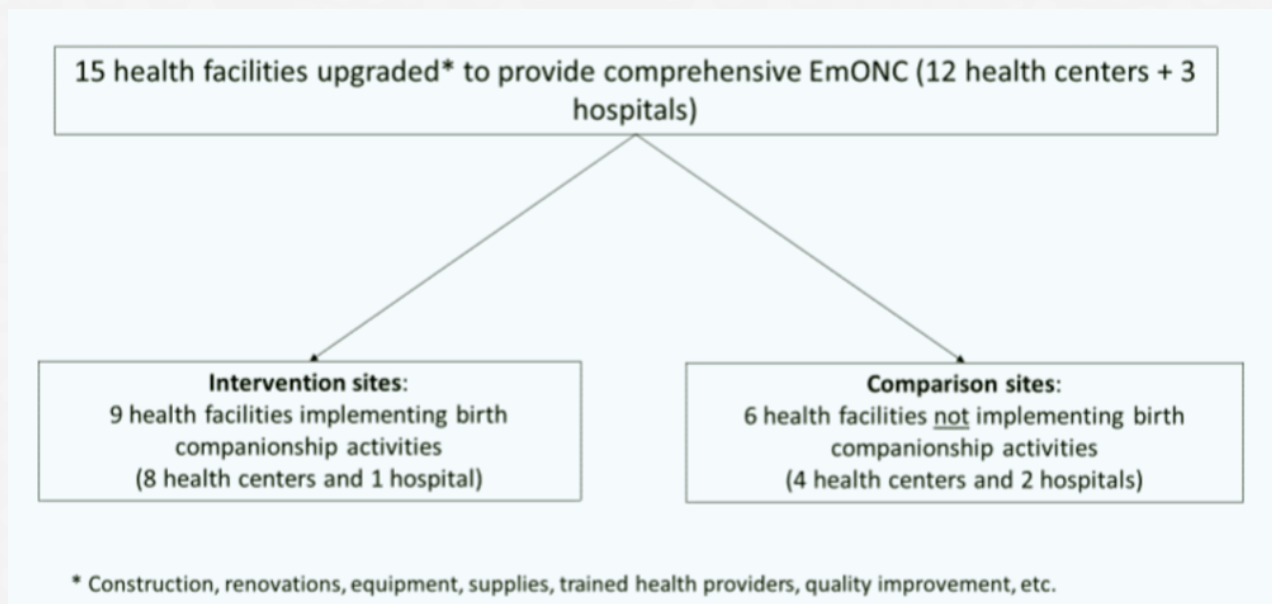 15 health facilities upgraded* to provide comprehensive EmONC (12 health centers + 3
hospitals)
Intervention sites:
9 health facilities implementing birth
companionship activities
(8 health centers and 1 hospital)
Comparison sites:
6 health facilities not implementing birth
companionship activities
(4 health centers and 2 hospitals)
* Construction, renovations, equipment, supplies, trained health providers, quality improvement, etc.